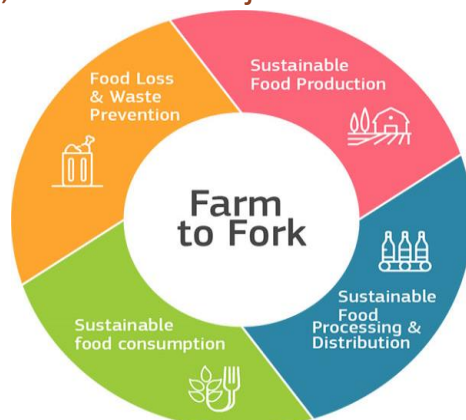 Food Loss
& Waste
Prevention
Sustainable
Food Production
Farm
to Fork
Sustainable
Food
Processing &
Distribution
Sustainable
food consumption